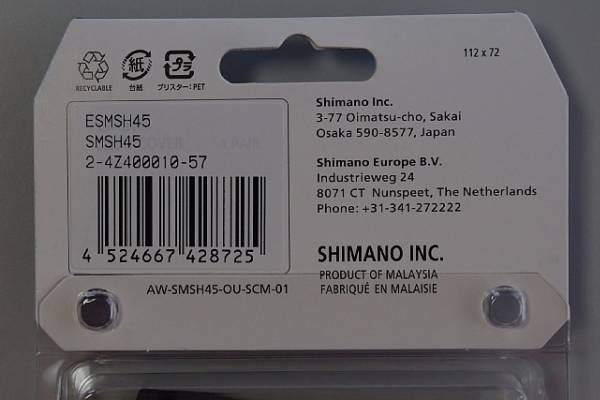 112 x 72
RECYCLABLE
紙
台紙
プラ
ブリスター: PET
ESMSH45
SMSH45
2-4Z400010-57
4 524667 428725
Shimano Inc.
3-77 Oimatsu-cho, Sakai
Osaka 590-8577, Japan
Shimano Europe B.V.
Industrieweg 24
8071 CT Nunspeet, The Netherlands
Phone: +31-341-272222
SHIMANO INC.
PRODUCT OF MALAYSIA
FABRIQUÉ EN MALAISIE
AW-SMSH45-OU-SCM-01